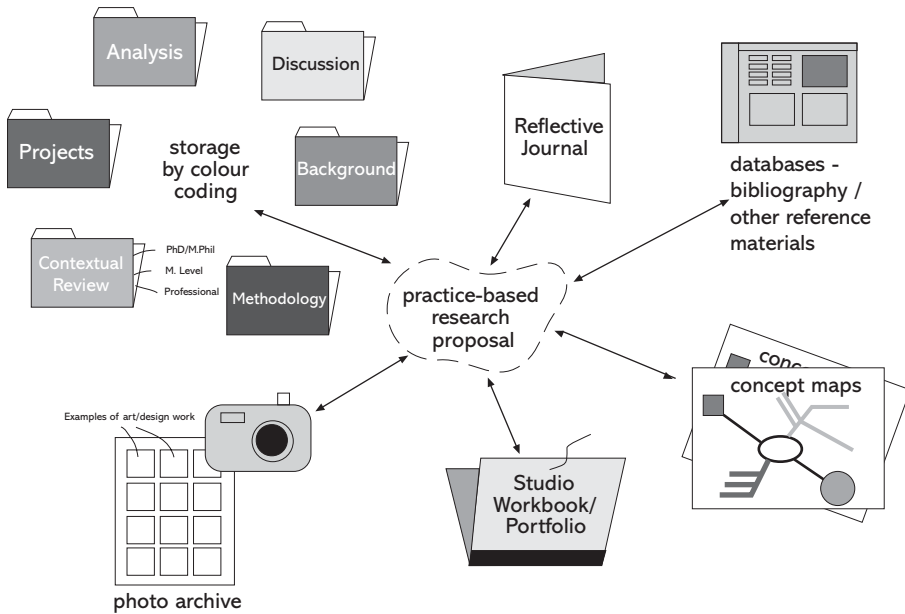 Analysis
Discussion
Projects
storage
by colour
coding
Background
Contextual
Review
PhD/M.Phil
M. Level
Professional
Methodology
Reflective
Journal
databases -
bibliography /
other reference
materials
practice-based
research
proposal
conce
concept maps
Examples of art/design work
photo archive
Studio
Workbook/
Portfolio